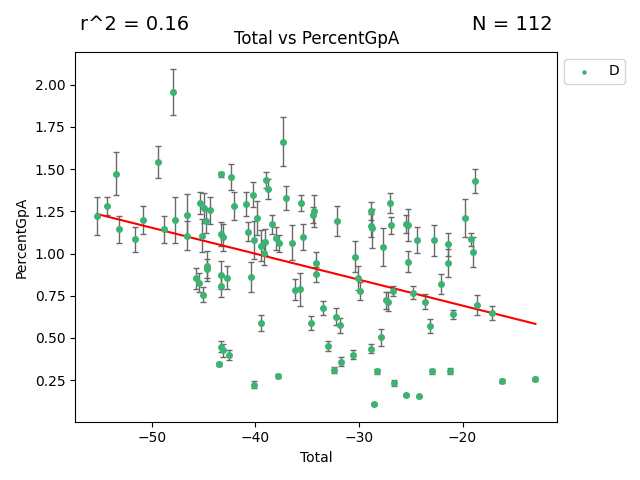 r^2 = 0.16
N = 112
Total vs PercentGpA
D
PercentGpA
2.00
1.75
1.50
1.25
1.00
0.75
0.50
0.25
−50
−40
−30
−20
Total